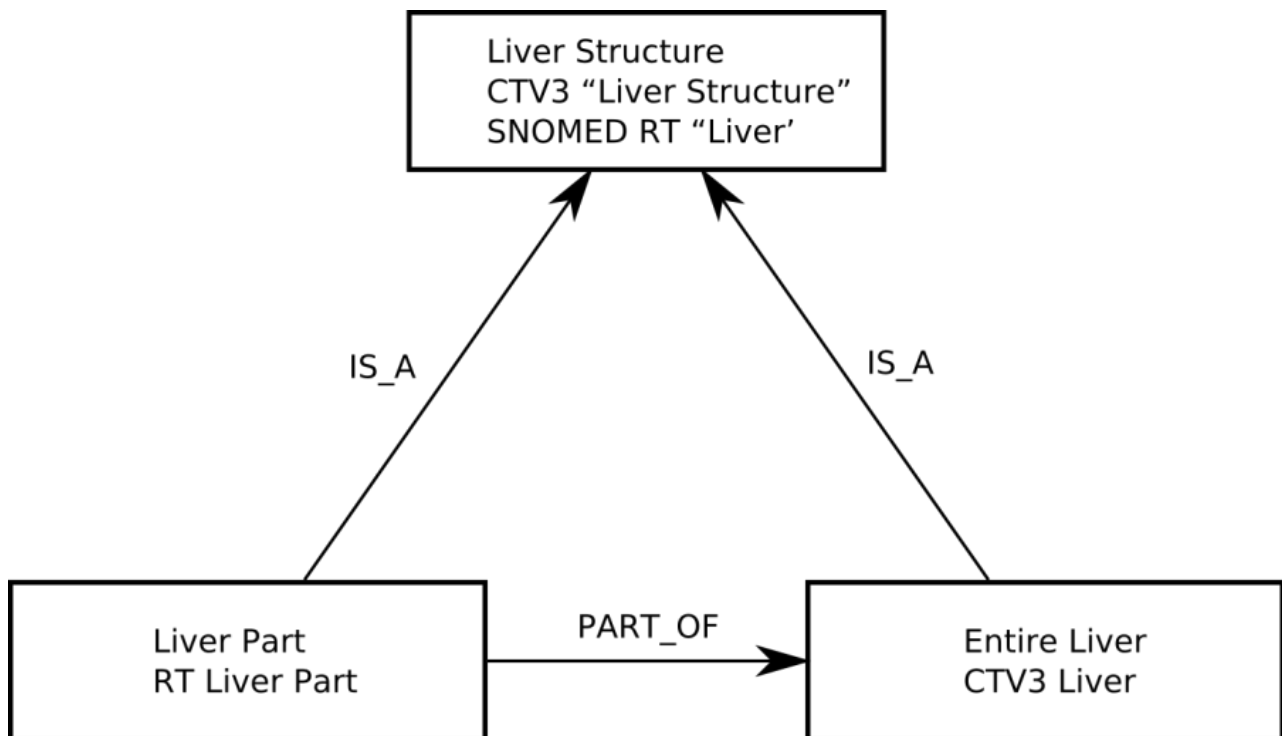 Liver Structure
CTV3 “Liver Structure”
SNOMED RT “Liver’
IS_A
IS_A
PART_OF
Liver Part
RT Liver Part
Entire Liver
CTV3 Liver